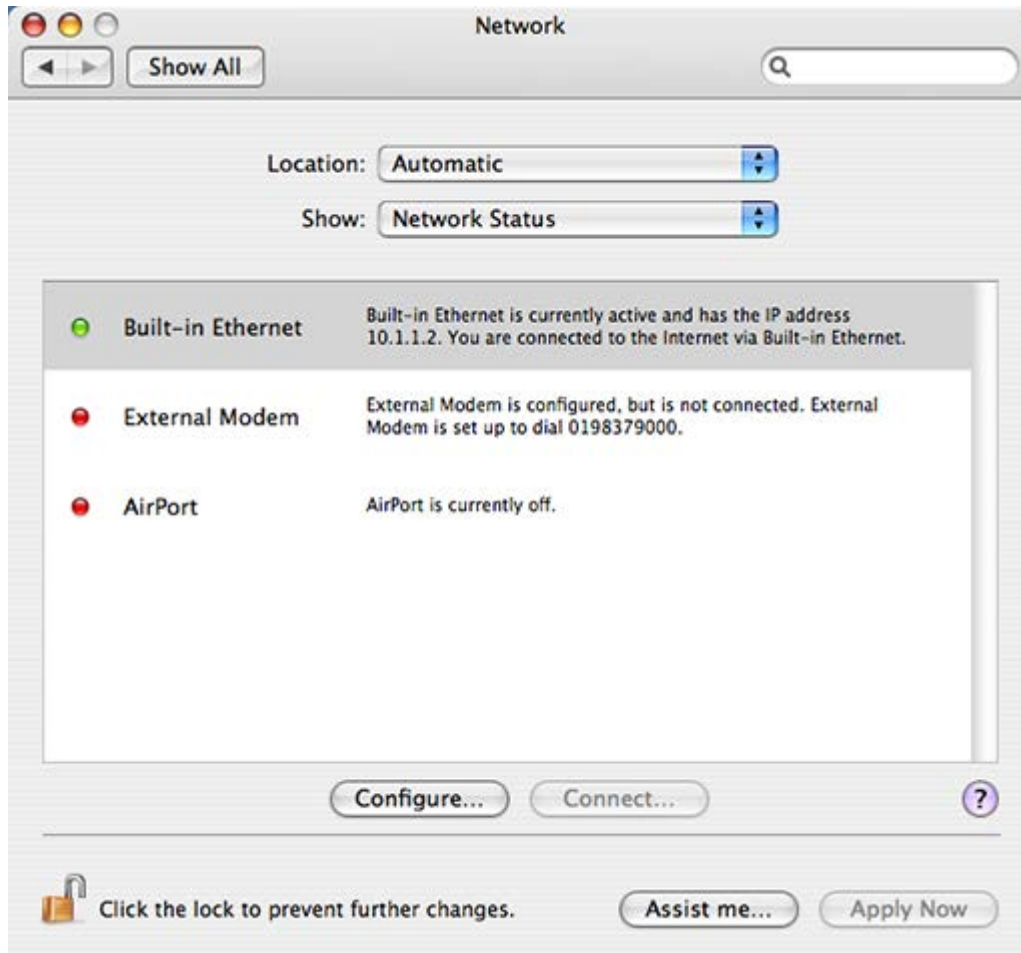 Network
Show All
Location: Automatic
Show: Network Status
Built-in Ethernet
Built-in Ethernet is currently active and has the IP address
10.1.1.2. You are connected to the Internet via Built-in Ethernet.
External Modem
External Modem is configured, but is not connected. External
Modem is set up to dial 0198379000.
AirPort
AirPort is currently off.
Configure... Connect... ?
Click the lock to prevent further changes. Assist me... Apply Now